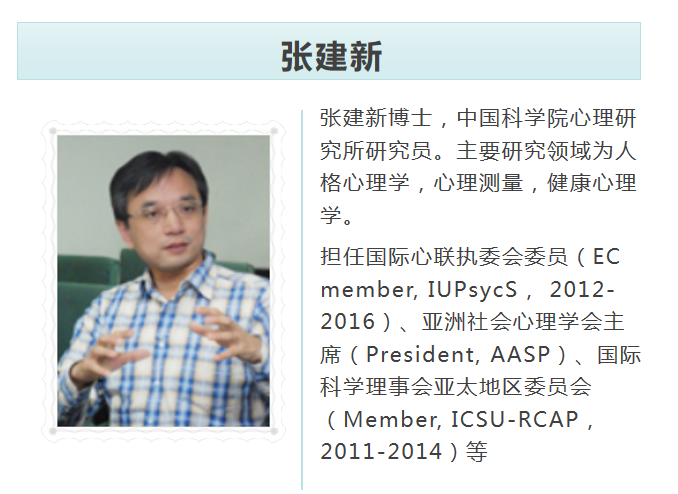 张建新
张建新博士，中国科学院心理研
究所研究员。主要研究领域为人
格心理学，心理测量，健康心理
学。
担任国际心联执委会委员（EC
member, IUPsycS， 2012-
2016）、亚洲社会心理学会主
席（President, AASP）、国际
科学理事会亚太地区委员会
（Member, ICSU-RCAP，
2011-2014）等